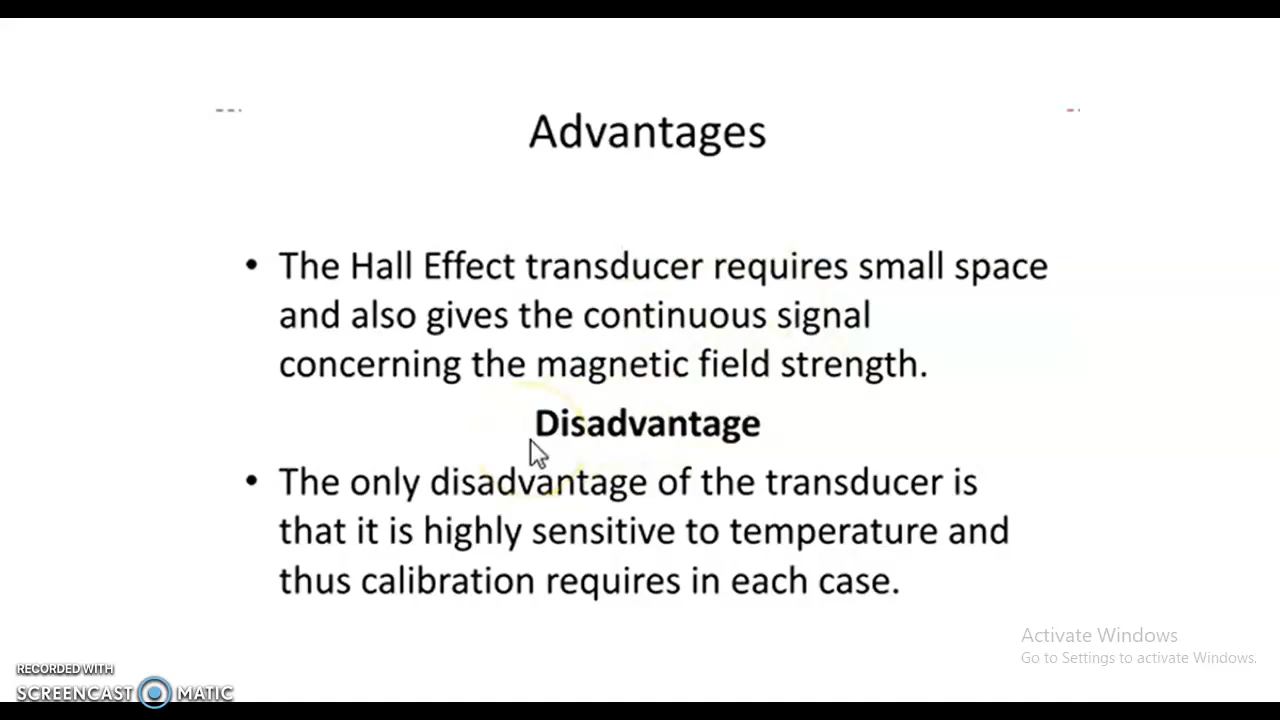 Advantages
• The Hall Effect transducer requires small space
and also gives the continuous signal
concerning the magnetic field strength.
Disadvantage
• The only disadvantage of the transducer is
that it is highly sensitive to temperature and
thus calibration requires in each case.
Activate Windows
Go to Settings to activate Windows.
RECORDED WITH
SCREENCAST MATIC